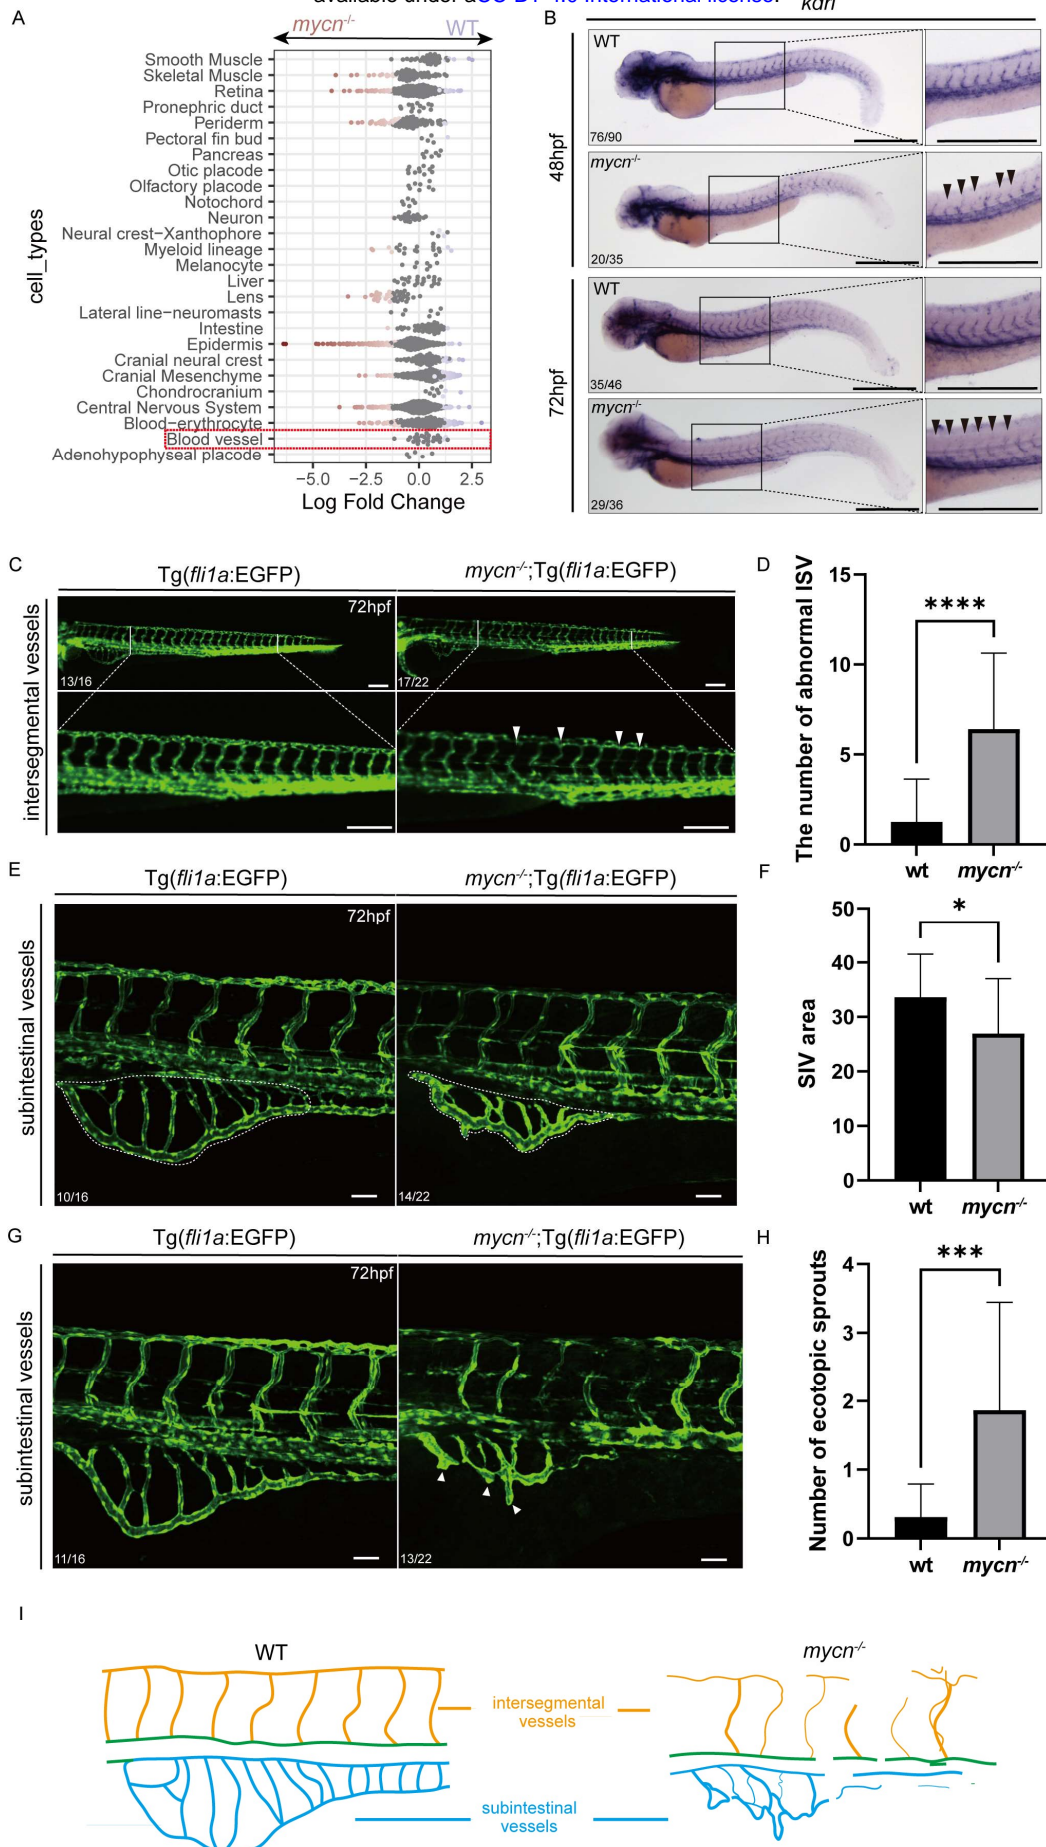 available under aCC-BY 4.0 International license.
kdrl
A
mycn-/-
WT
Smooth Muscle
Skeletal Muscle
Retina
Pronephric duct
Periderm
Pectoral fin bud
Pancreas
Otic placode
Olfactory placode
Notochord
Neuron
Neural crest−Xanthophore
Myeloid lineage
Melanocyte
Liver
Lens
Lateral line−neuromasts
Intestine
Epidermis
Cranial neural crest
Cranial Mesenchyme
Chondrocranium
Central Nervous System
Blood−erythrocyte
Blood vessel
Adenohypophyseal placode
cell_types
−5.0 −2.5 0.0 2.5
Log Fold Change
B
48hpf
WT
76/90
mycn-/-
20/35
72hpf
WT
35/46
mycn-/-
29/36
C
Tg(fli1a:EGFP)
mycn-/-;Tg(fli1a:EGFP)
intersegmental vessels
72hpf
13/16
17/22
D
The number of abnormal ISV
15
10
5
0
****
wt
mycn-/-
E
Tg(fli1a:EGFP)
mycn-/-;Tg(fli1a:EGFP)
subintestinal vessels
72hpf
10/16
14/22
F
SIV area
50
40
30
20
10
0
*
wt
mycn-/-
G
Tg(fli1a:EGFP)
mycn-/-;Tg(fli1a:EGFP)
subintestinal vessels
72hpf
11/16
13/22
H
Number of ecotopic sprouts
4
3
2
1
0
***
wt
mycn-/-
I
WT
mycn-/-
intersegmental
vessels
subintestinal
vessels